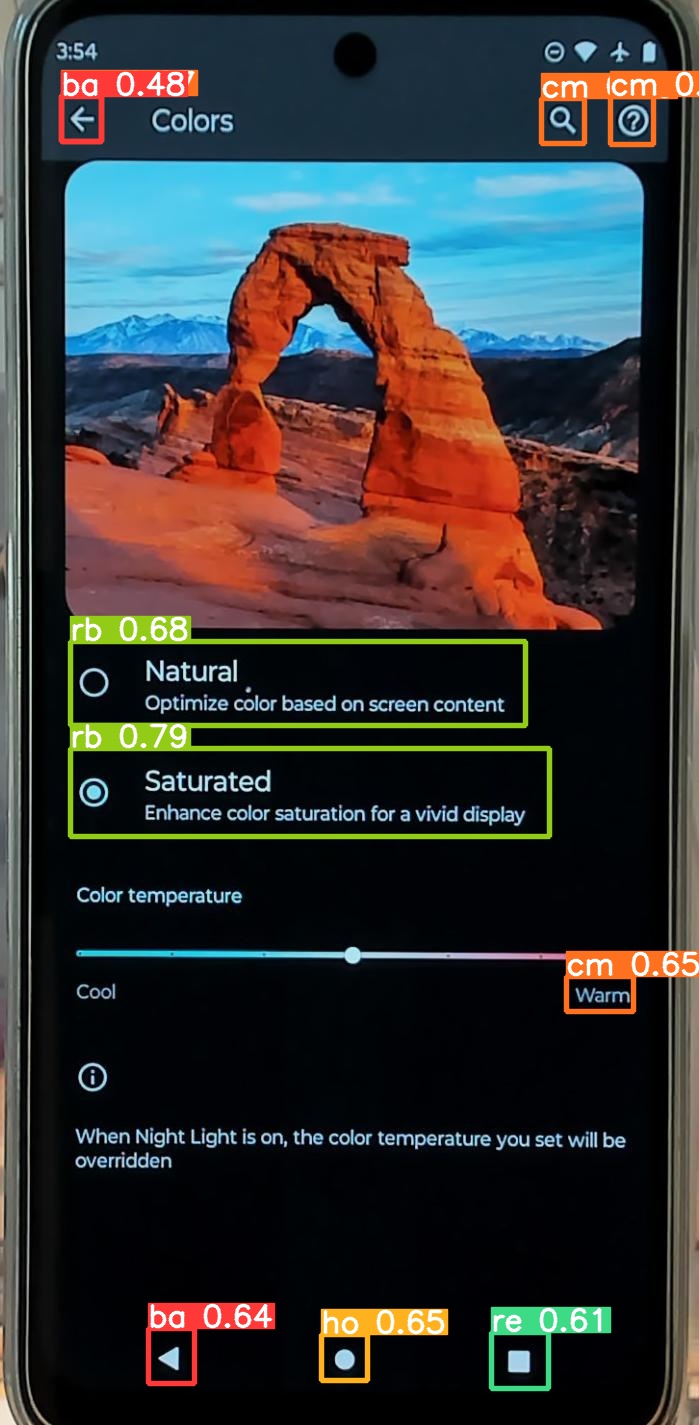 3:54
ba 0.48
cm
cm 0.
Colors
rb 0.68
Natural
Optimize color based on screen content
rb 0.79
Saturated
Enhance color saturation for a vivid display
Color temperature
cm 0.65
Cool
Warm
When Night Light is on, the color temperature you set will be
overridden
ba 0.64
ho 0.65
re 0.61